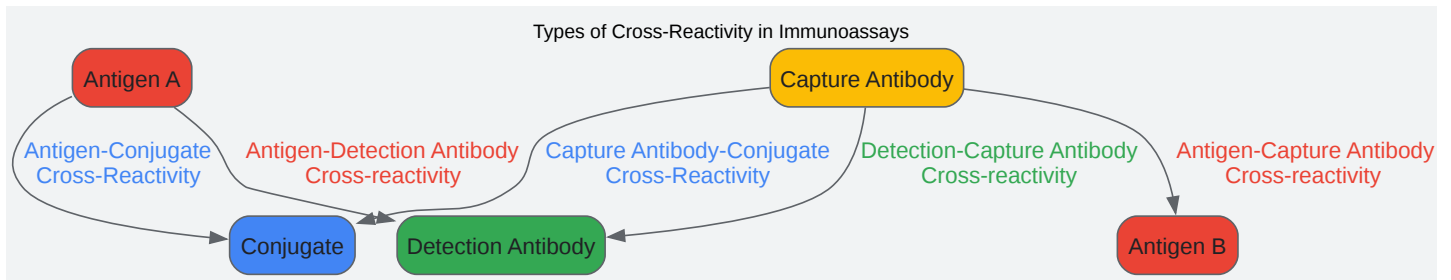 Types of Cross-Reactivity in Immunoassays
Antigen A
Capture Antibody
Antigen-Conjugate
Cross-Reactivity
Antigen-Detection Antibody
Cross-reactivity
Capture Antibody-Conjugate
Cross-Reactivity
Detection-Capture Antibody
Cross-reactivity
Antigen-Capture Antibody
Cross-reactivity
Conjugate
Detection Antibody
Antigen B